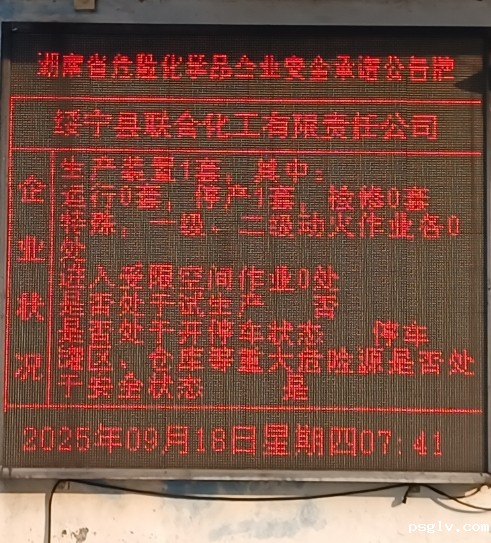 湖南省危险化学品企业安全承诺公告牌
绥宁县联合化工有限责任公司
企业状况
生产装置1套，其中：
运行0套，停产1套，检修0套
特殊、一级、二级动火作业各0
处
进入受限空间作业0处
是否处于试生产 否
是否处于开停车状态 停车
罐区、仓库等重大危险源是否处
于安全状态 是
2025年09月18日星期四07:41
psglv.com